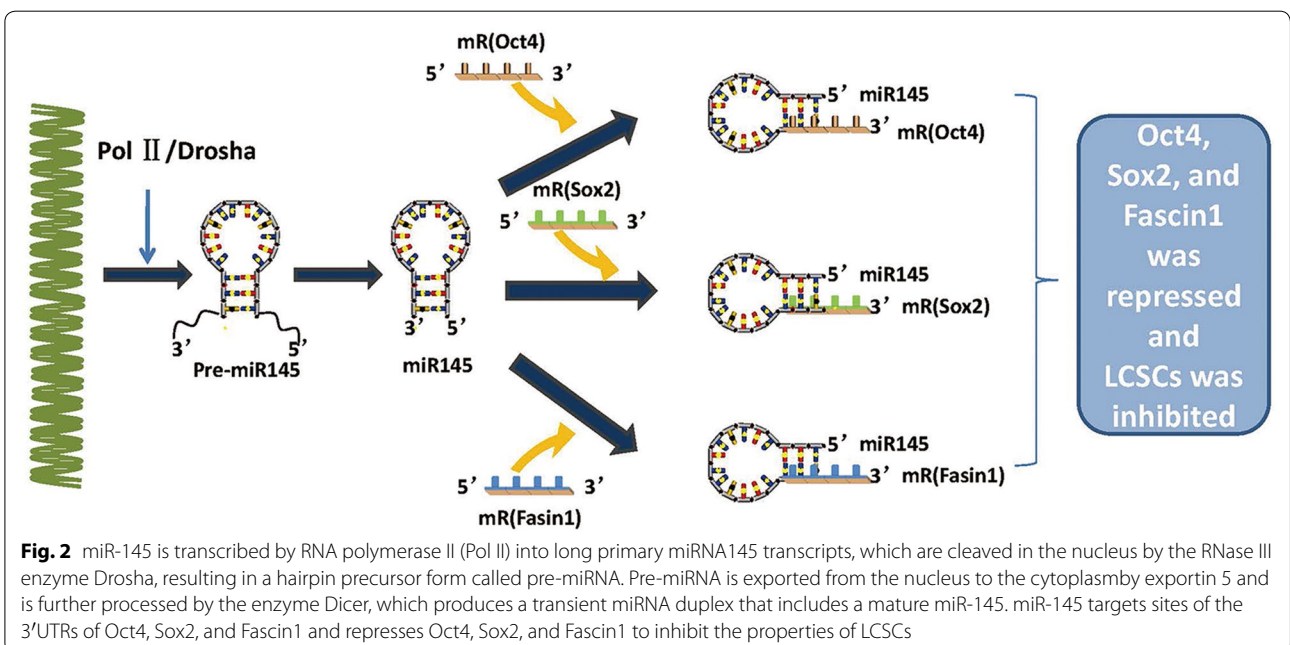 mR(Oct4)
5′ 3′
Pol Ⅱ/Drosha
3′ 5′
Pre-miR145
3′ 5′
miR145
mR(Sox2)
5′ 3′
5′ 3′
mR(Fasin1)
5′ miR145
3′ mR(Oct4)
5′ miR145
3′ mR(Sox2)
5′ miR145
3′ mR(Fasin1)
Oct4,
Sox2, and
Fascin1
was
repressed
and
LCSCs was
inhibited
Fig. 2 miR-145 is transcribed by RNA polymerase II (Pol II) into long primary miRNA145 transcripts, which are cleaved in the nucleus by the RNase III
enzyme Drosha, resulting in a hairpin precursor form called pre-miRNA. Pre-miRNA is exported from the nucleus to the cytoplasmby exportin 5 and
is further processed by the enzyme Dicer, which produces a transient miRNA duplex that includes a mature miR-145. miR-145 targets sites of the
3′UTRs of Oct4, Sox2, and Fascin1 and represses Oct4, Sox2, and Fascin1 to inhibit the properties of LCSCs